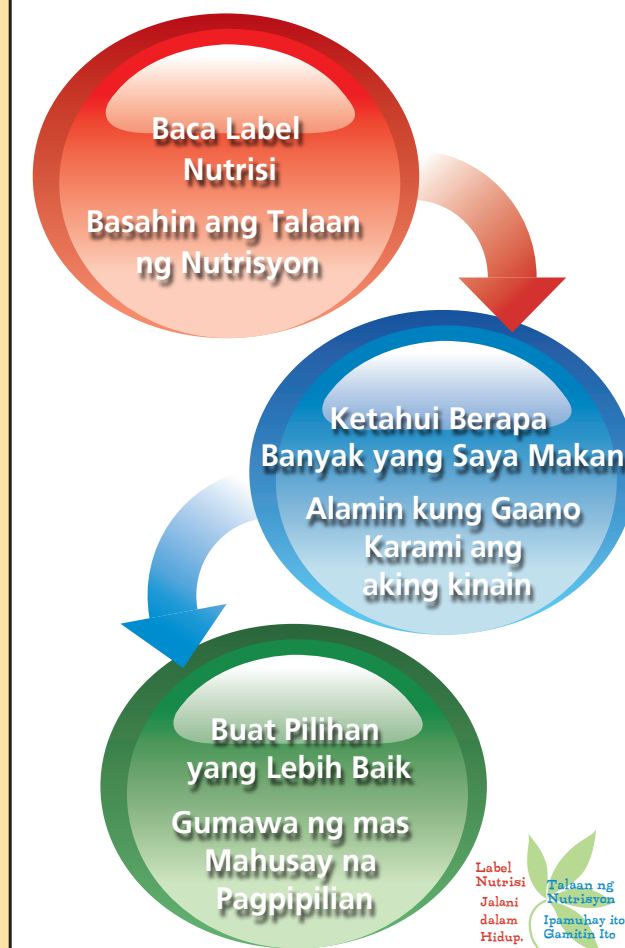 Baca Label
Nutrisi
Basahin ang Talaan
ng Nutrisyon
Ketahui Berapa
Banyak yang Saya Makan
Alamin kung Gaano
Karami ang
aking kinain
Buat Pilihan
yang Lebih Baik
Gumawa ng mas
Mahusay na
Pagpipilian
Label
Nutrisi
Jalani
dalam
Hidup.
Talaan ng
Nutrisyon
Ipamuhay ito
Gamitin Ito